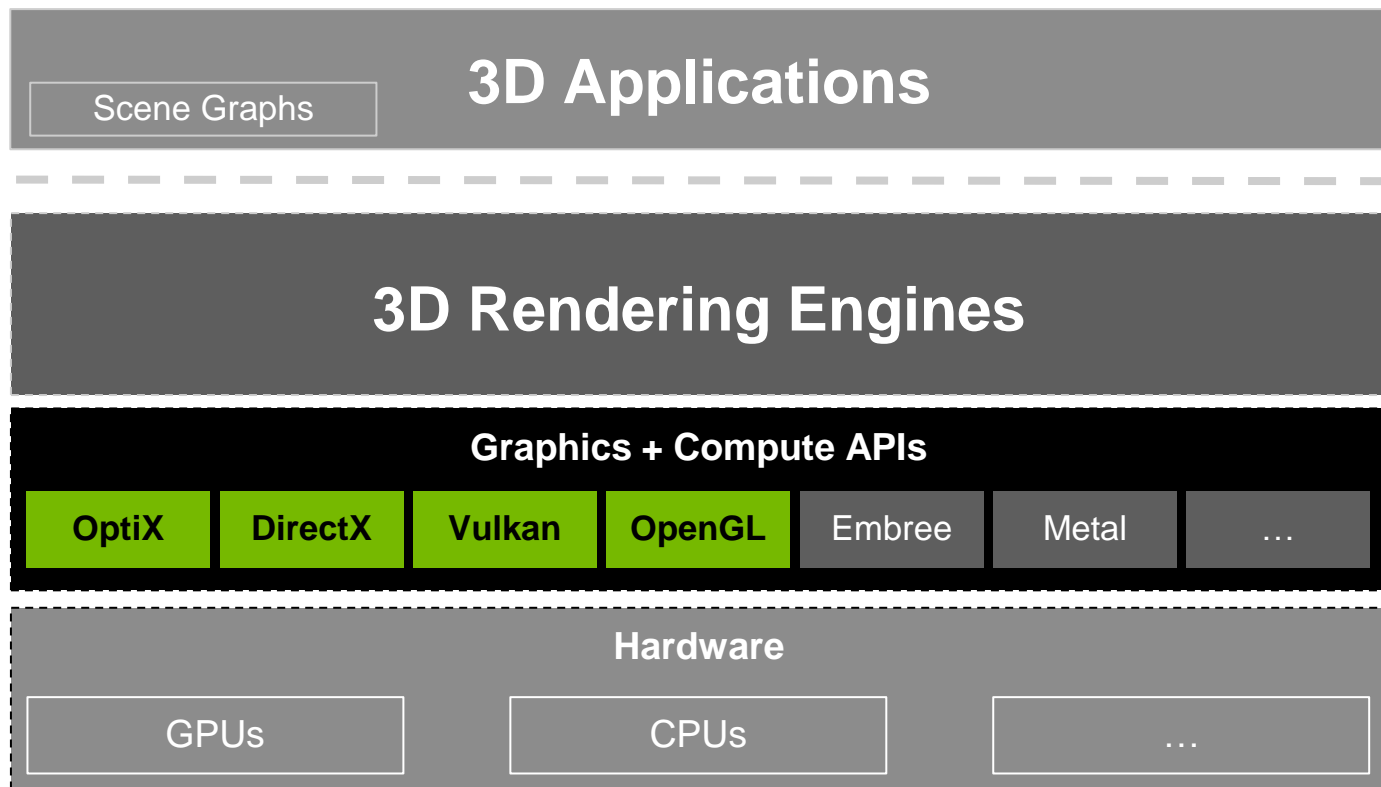 3D Applications
Scene Graphs
3D Rendering Engines
Graphics + Compute APIs
OptiX DirectX Vulkan OpenGL Embree Metal …
Hardware
GPUs CPUs …